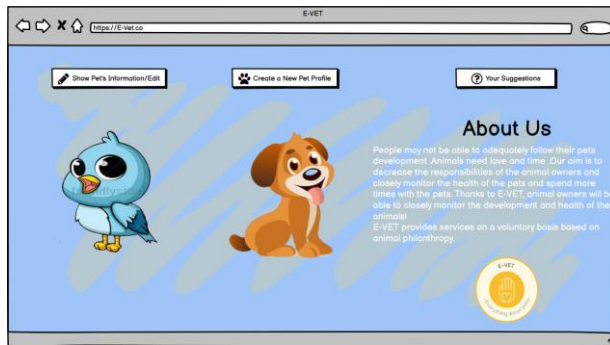 E-VET
https://E-Vet.co
Show Pet's Information/Edit
Create a New Pet Profile
Your Suggestions
About Us
People may not be able to adequately follow their pets
development .Animals need love and time .Our aim is to
decrease the responsibilities of the animal owners and
closely monitor the health of the pets and spend more
times with the pets. Thanks to E-VET, animal owners will b
able to closely monitor the development and health of the
animals!
E-VET provides services on a voluntary basis based on
animal philanthropy.
E-VET